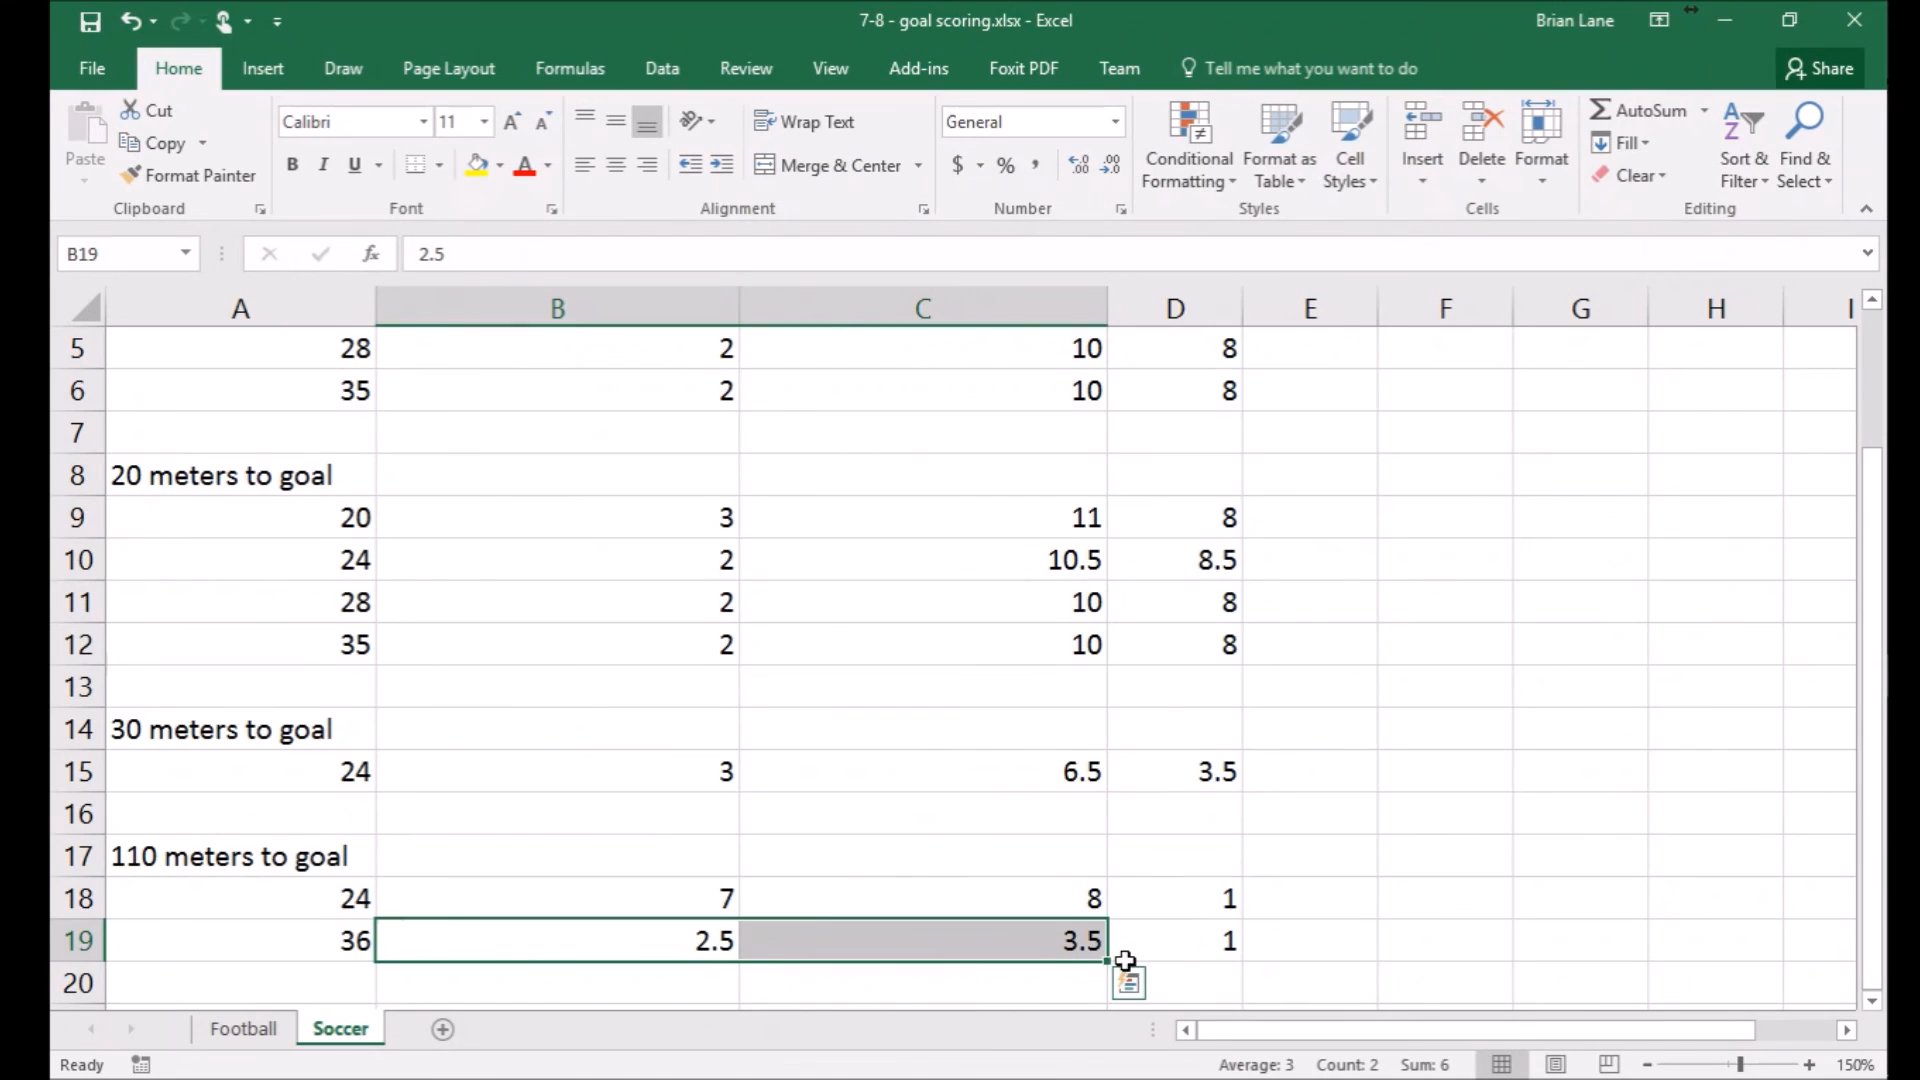 7-8 - goal scoring.xlsx - Excel
Brian Lane
File Home Insert Draw Page Layout Formulas Data Review View Add-ins Foxit PDF Team Tell me what you want to do Share
Paste
Cut
Copy
Format Painter
Clipboard
Calibri 11
B I U A
Font
Wrap Text
Merge & Center
Alignment
General
$ % ,
Number
Conditional Formatting
Format as Table
Cell Styles
Styles
Insert
Delete
Format
Cells
AutoSum
Fill
Clear
Sort & Filter
Find & Select
Editing
B19 fx 2.5
A B C D E F G H I
5 28 2 10 8
6 35 2 10 8
7
8 20 meters to goal
9 20 3 11 8
10 24 2 10.5 8.5
11 28 2 10 8
12 35 2 10 8
13
14 30 meters to goal
15 24 3 6.5 3.5
16
17 110 meters to goal
18 24 7 8 1
19 36 2.5 3.5 1
20
Football Soccer
Ready Average: 3 Count: 2 Sum: 6 150%